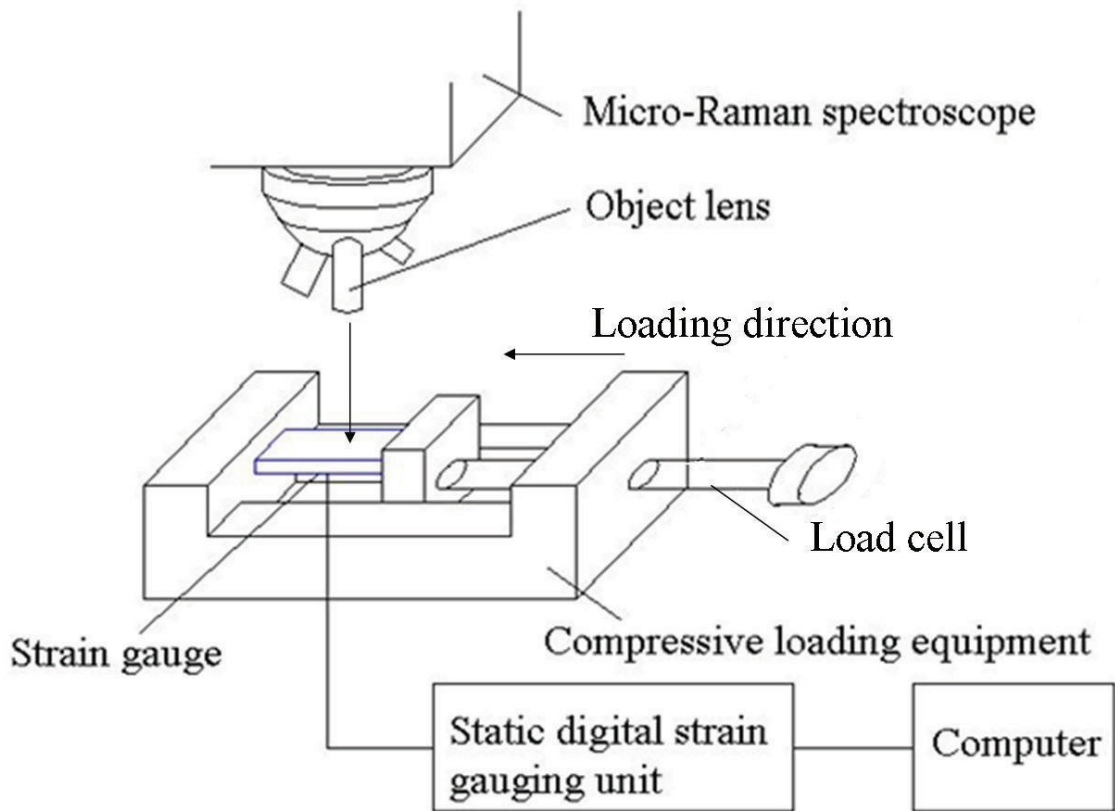 Micro-Raman spectroscope
Object lens
Loading direction
Load cell
Strain gauge
Compressive loading equipment
Static digital strain
gauging unit
Computer